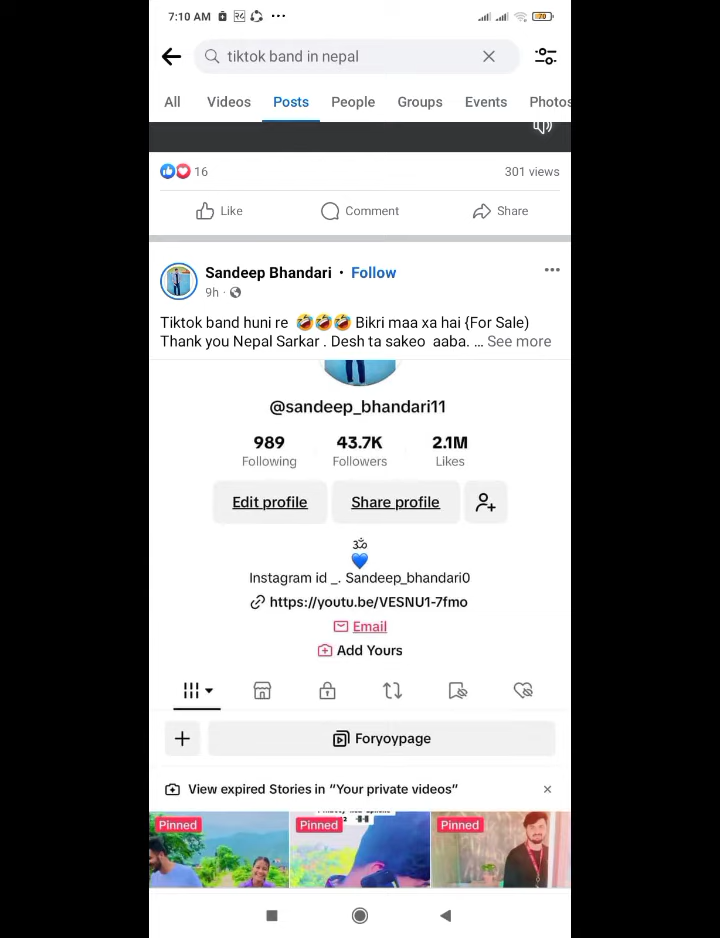 7:10 AM
70
tiktok band in nepal
All Videos Posts People Groups Events Photos
16 301 views
Like Comment Share
Sandeep Bhandari • Follow
9h ·
Tiktok band huni re 🤣🤣🤣 Bikri maa xa hai {For Sale)
Thank you Nepal Sarkar . Desh ta sakeo aaba. ... See more
@sandeep_bhandari11
989 43.7K 2.1M
Following Followers Likes
Edit profile Share profile
ॐ
💙
Instagram id _. Sandeep_bhandari0
https://youtu.be/VESNU1-7fmo
Email
Add Yours
Foryoypage
View expired Stories in “Your private videos”
Pinned Pinned Pinned